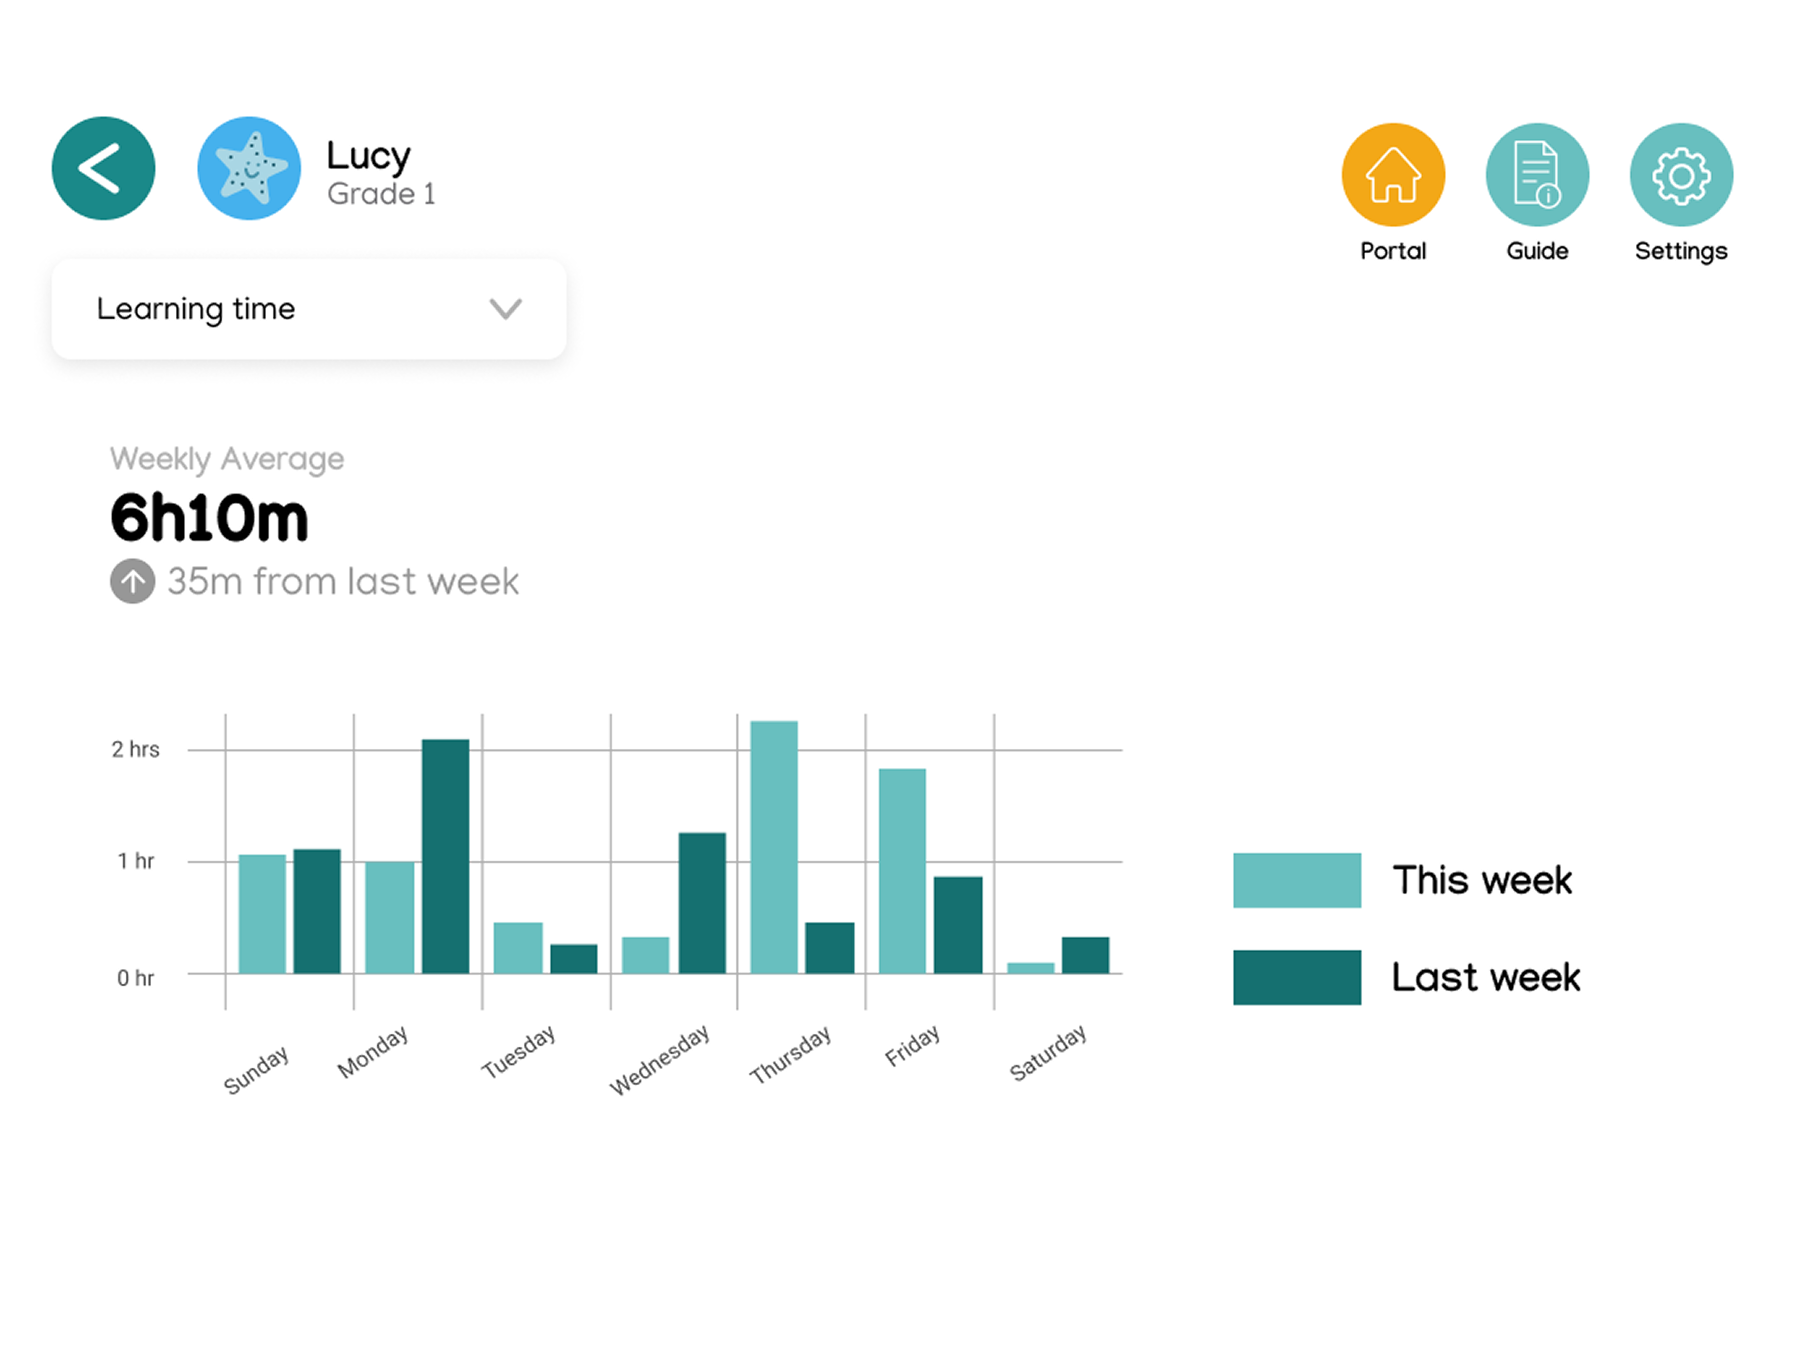 Lucy
Grade 1
Portal
Guide
Settings
Learning time
Weekly Average
6h10m
35m from last week
2 hrs
1 hr
0 hr
Sunday
Monday
Tuesday
Wednesday
Thursday
Friday
Saturday
This week
Last week